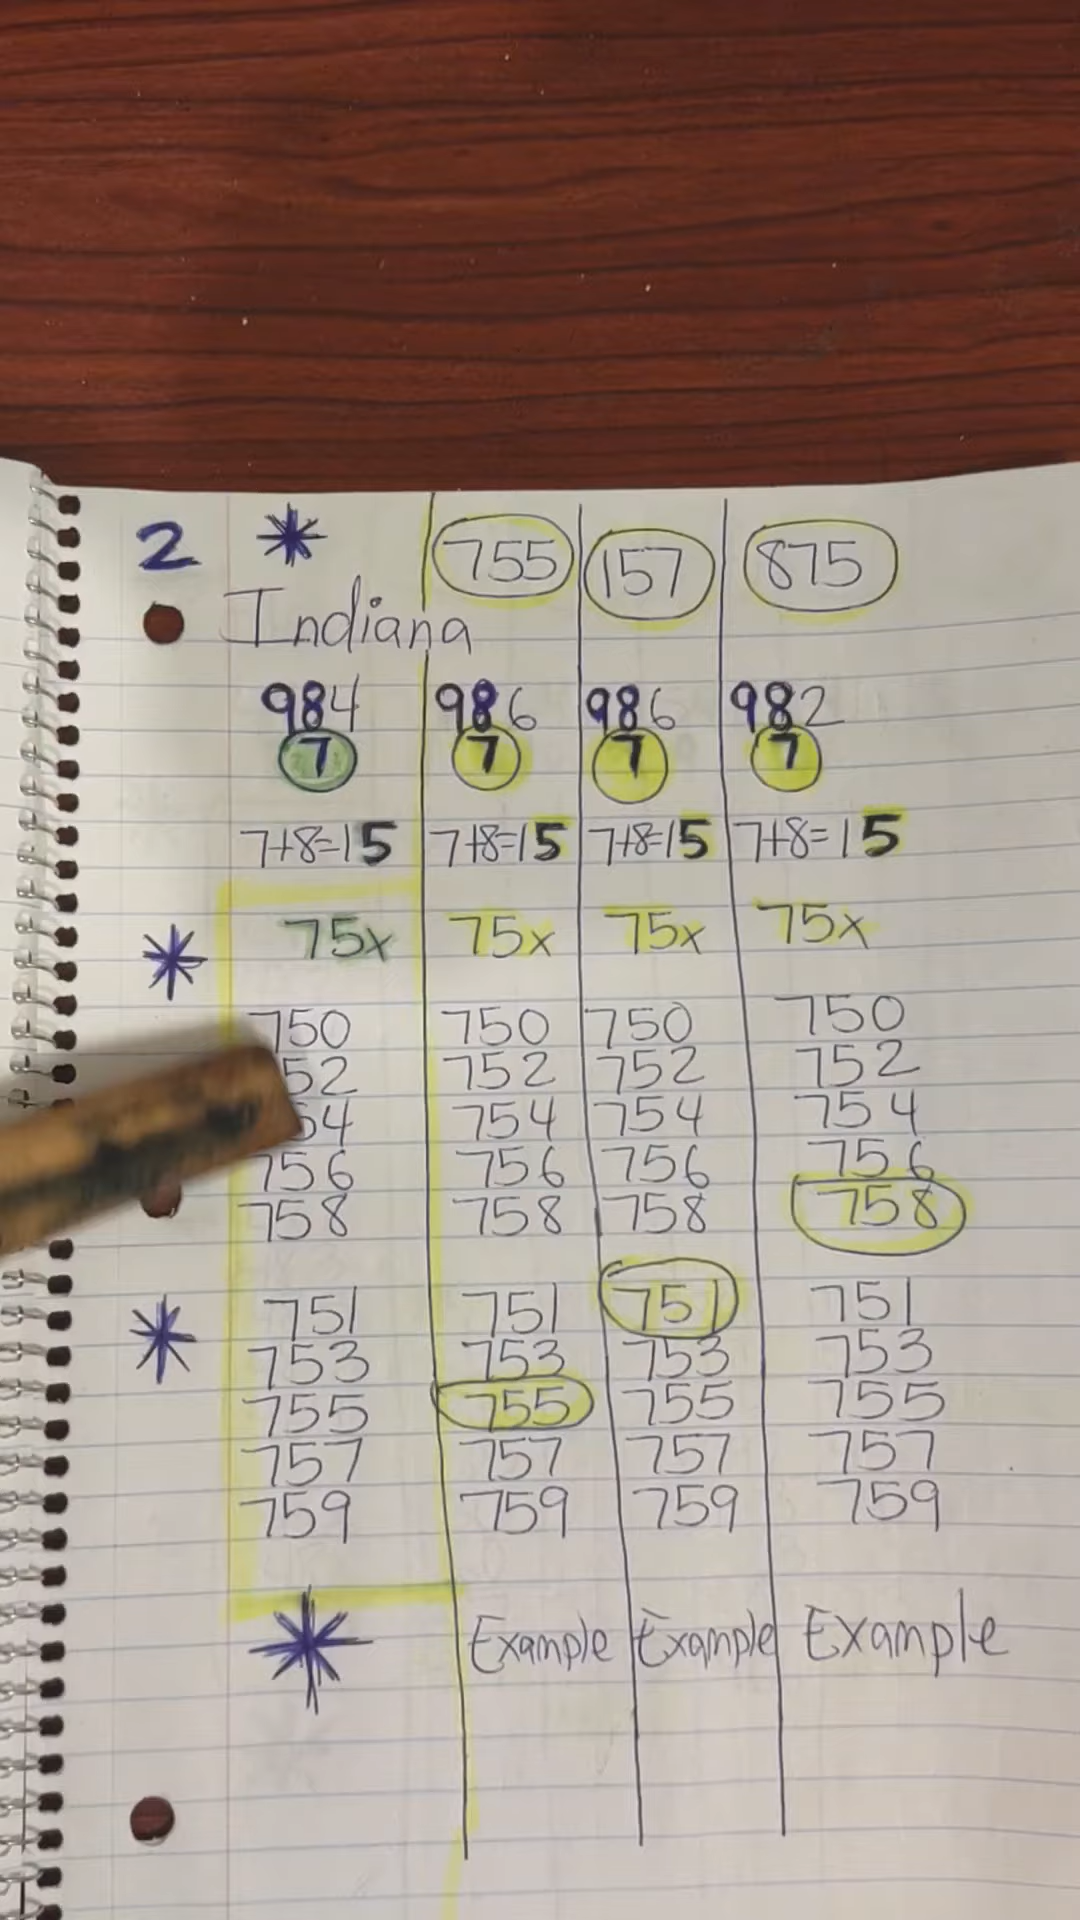 2 755 157 875
Indiana
984 986 986 982
7 7 7 7
7+8=15 7+8=15 7+8=15 7+8=15
75x 75x 75x 75x
750 750 750 750
52 752 752 752
54 754 754 754
756 756 756 756
758 758 758 758
751 751 751 751
753 753 753 753
755 755 755 755
757 757 757 757
759 759 759 759
Example Example Example